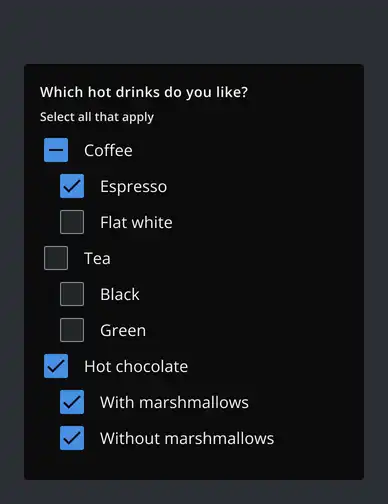 Which hot drinks do you like?
Select all that apply
Coffee
Espresso
Flat white
Tea
Black
Green
Hot chocolate
With marshmallows
Without marshmallows